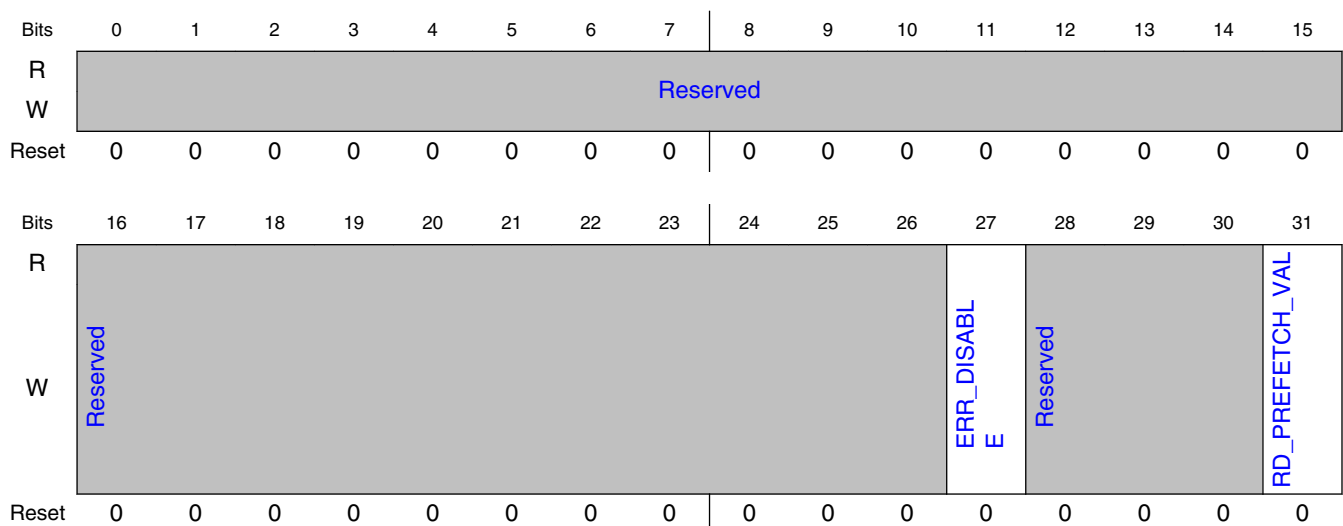 Bits 0 1 2 3 4 5 6 7 8 9 10 11 12 13 14 15
R
Reserved
W
Reset 0 0 0 0 0 0 0 0 0 0 0 0 0 0 0 0
Bits 16 17 18 19 20 21 22 23 24 25 26 27 28 29 30 31
R
W
Reserved
ERR_DISABL
E
Reserved
RD_PREFETCH_VAL
Reset 0 0 0 0 0 0 0 0 0 0 0 0 0 0 0 0